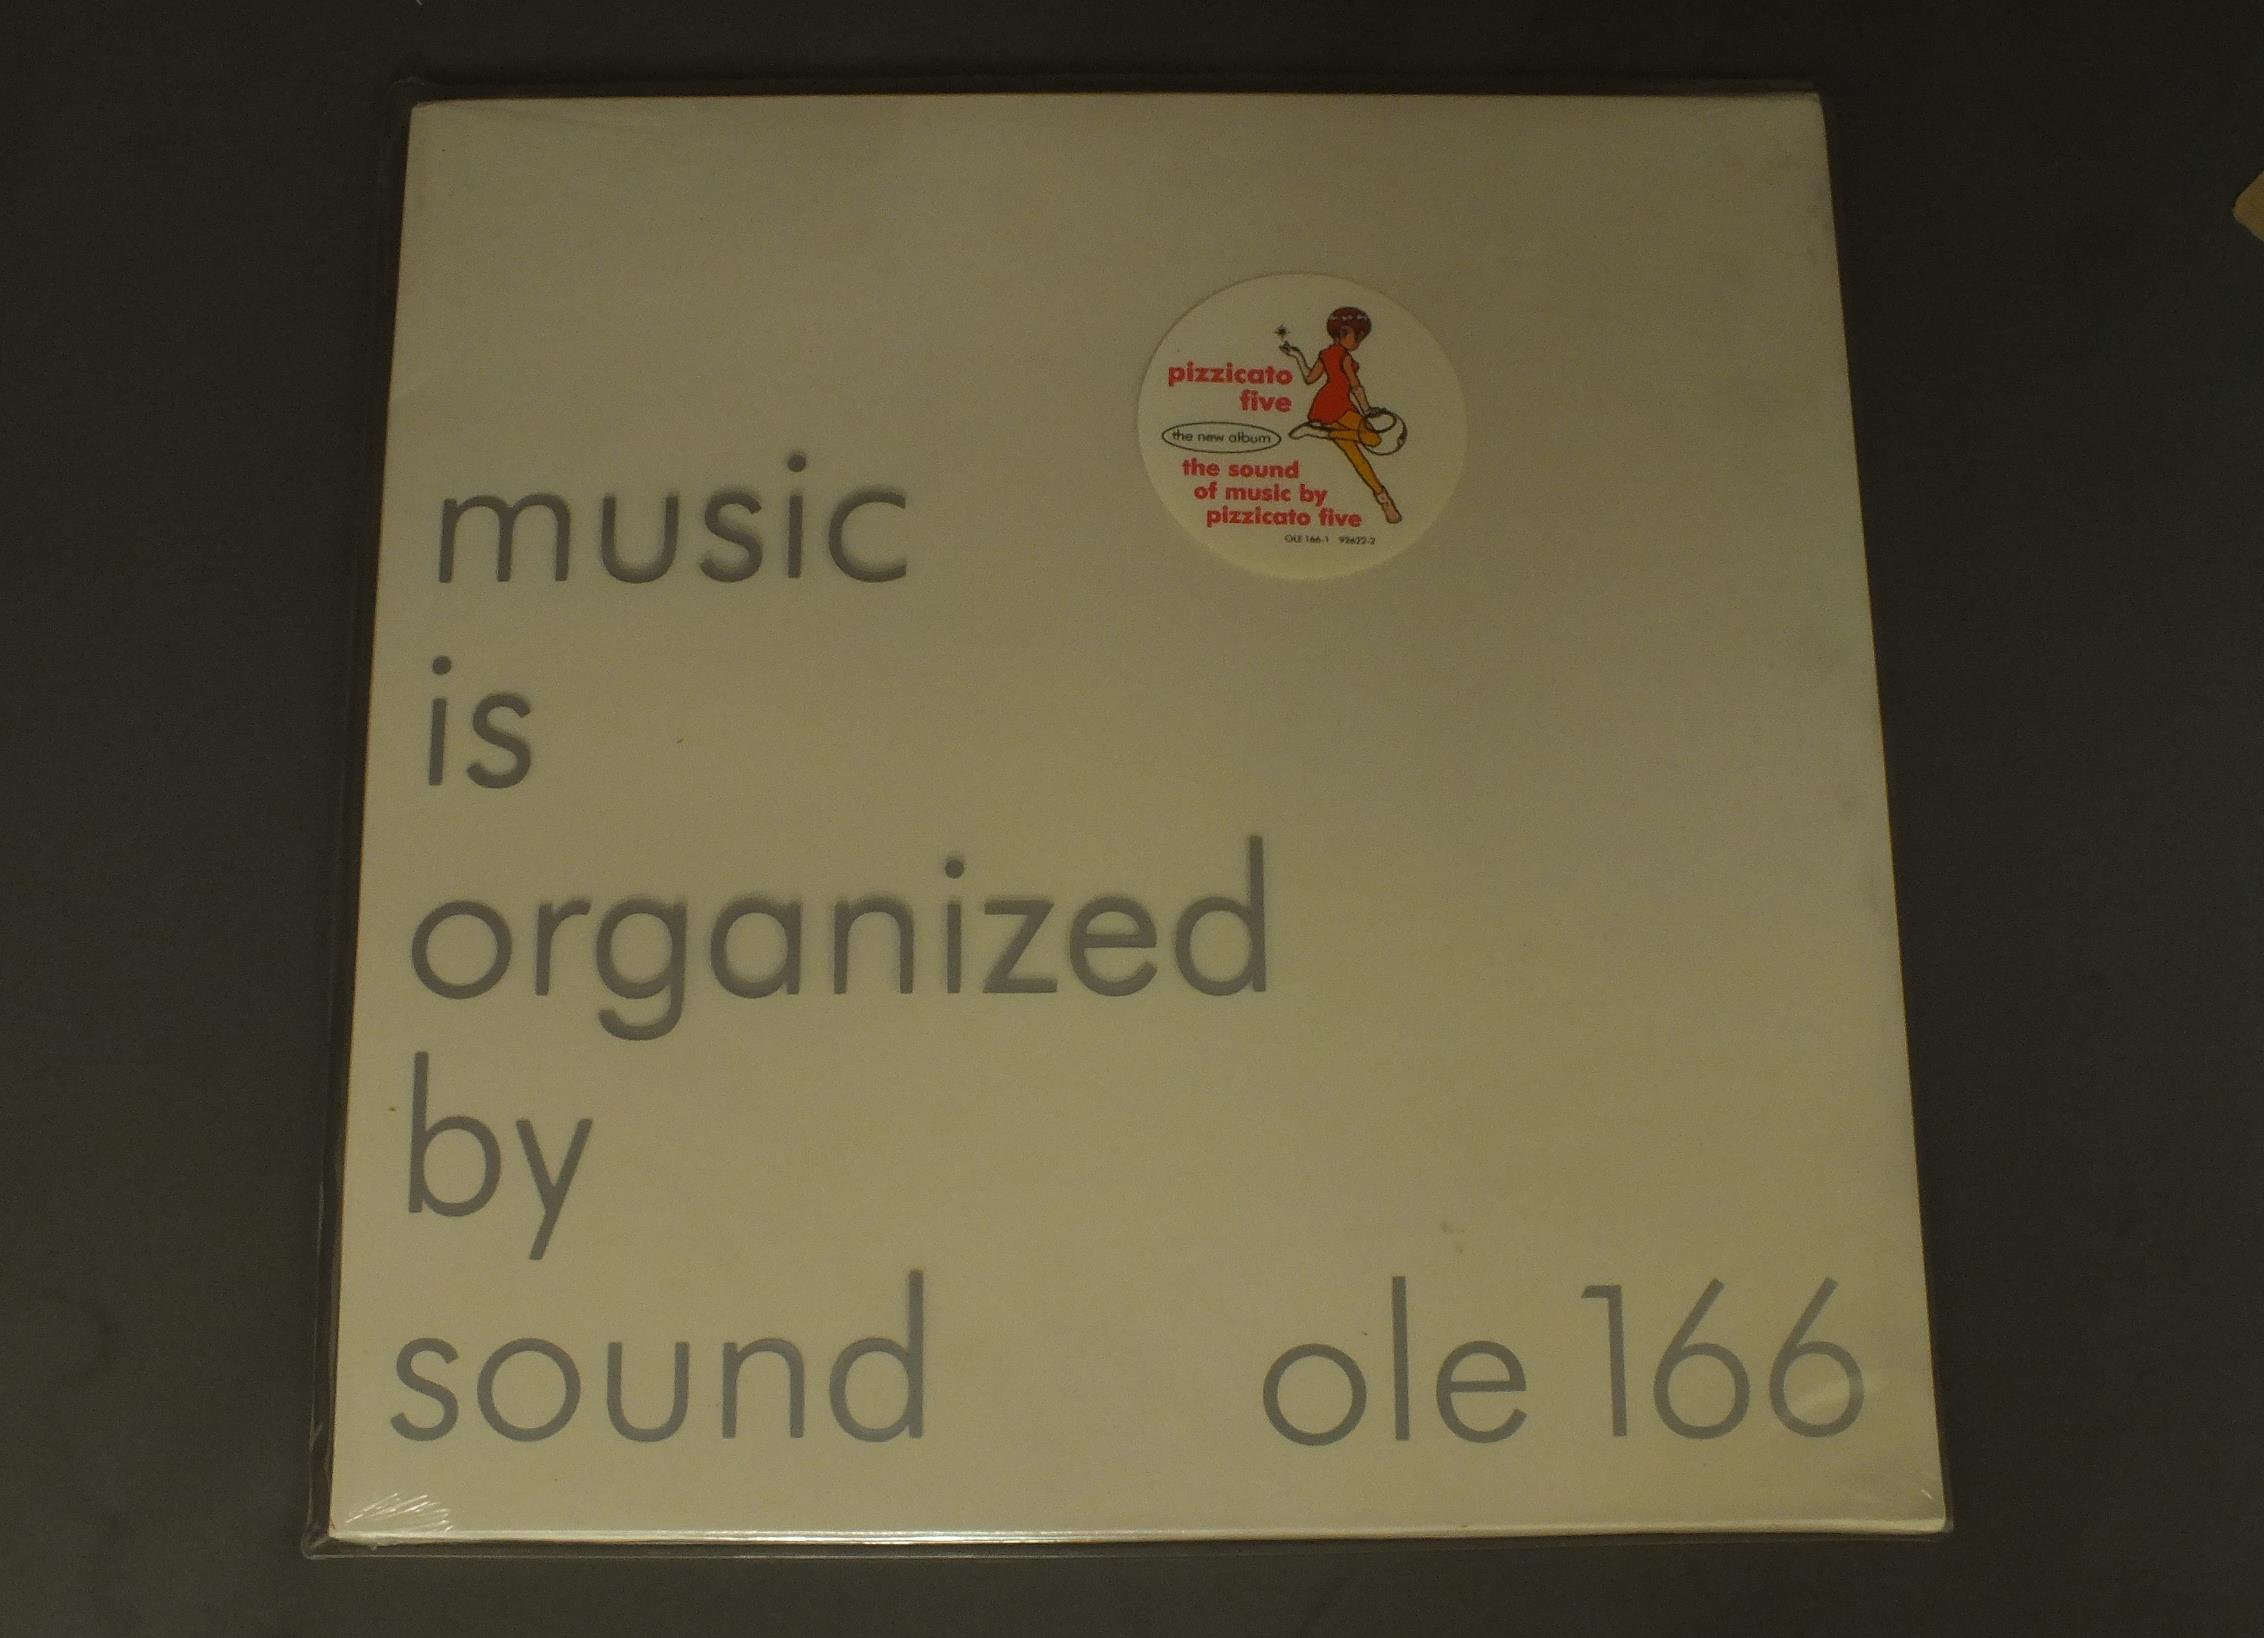 pizzicato
five
the new album
the sound
of music by
pizzicato five
OLE 166-1 92622-2
music
is
organized
by
sound
ole 166